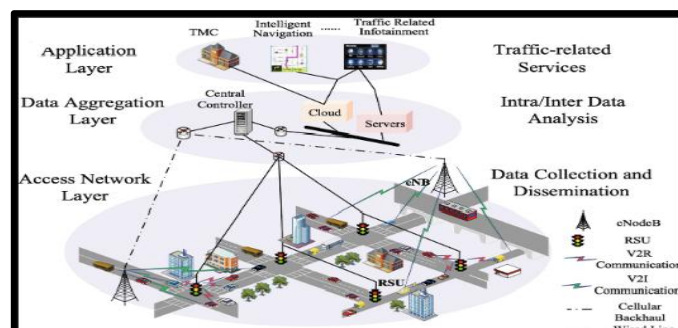 TMC
Intelligent
Navigation
......
Traffic Related
Infotainment
Application
Layer
Traffic-related
Services
Data Aggregation
Layer
Central
Controller
Cloud
Servers
Intra/Inter Data
Analysis
Access Network
Layer
eNB
Data Collection and
Dissemination
eNodeB
RSU
V2R
Communication
V2I
Communication
Cellular
Backhaul
RSU